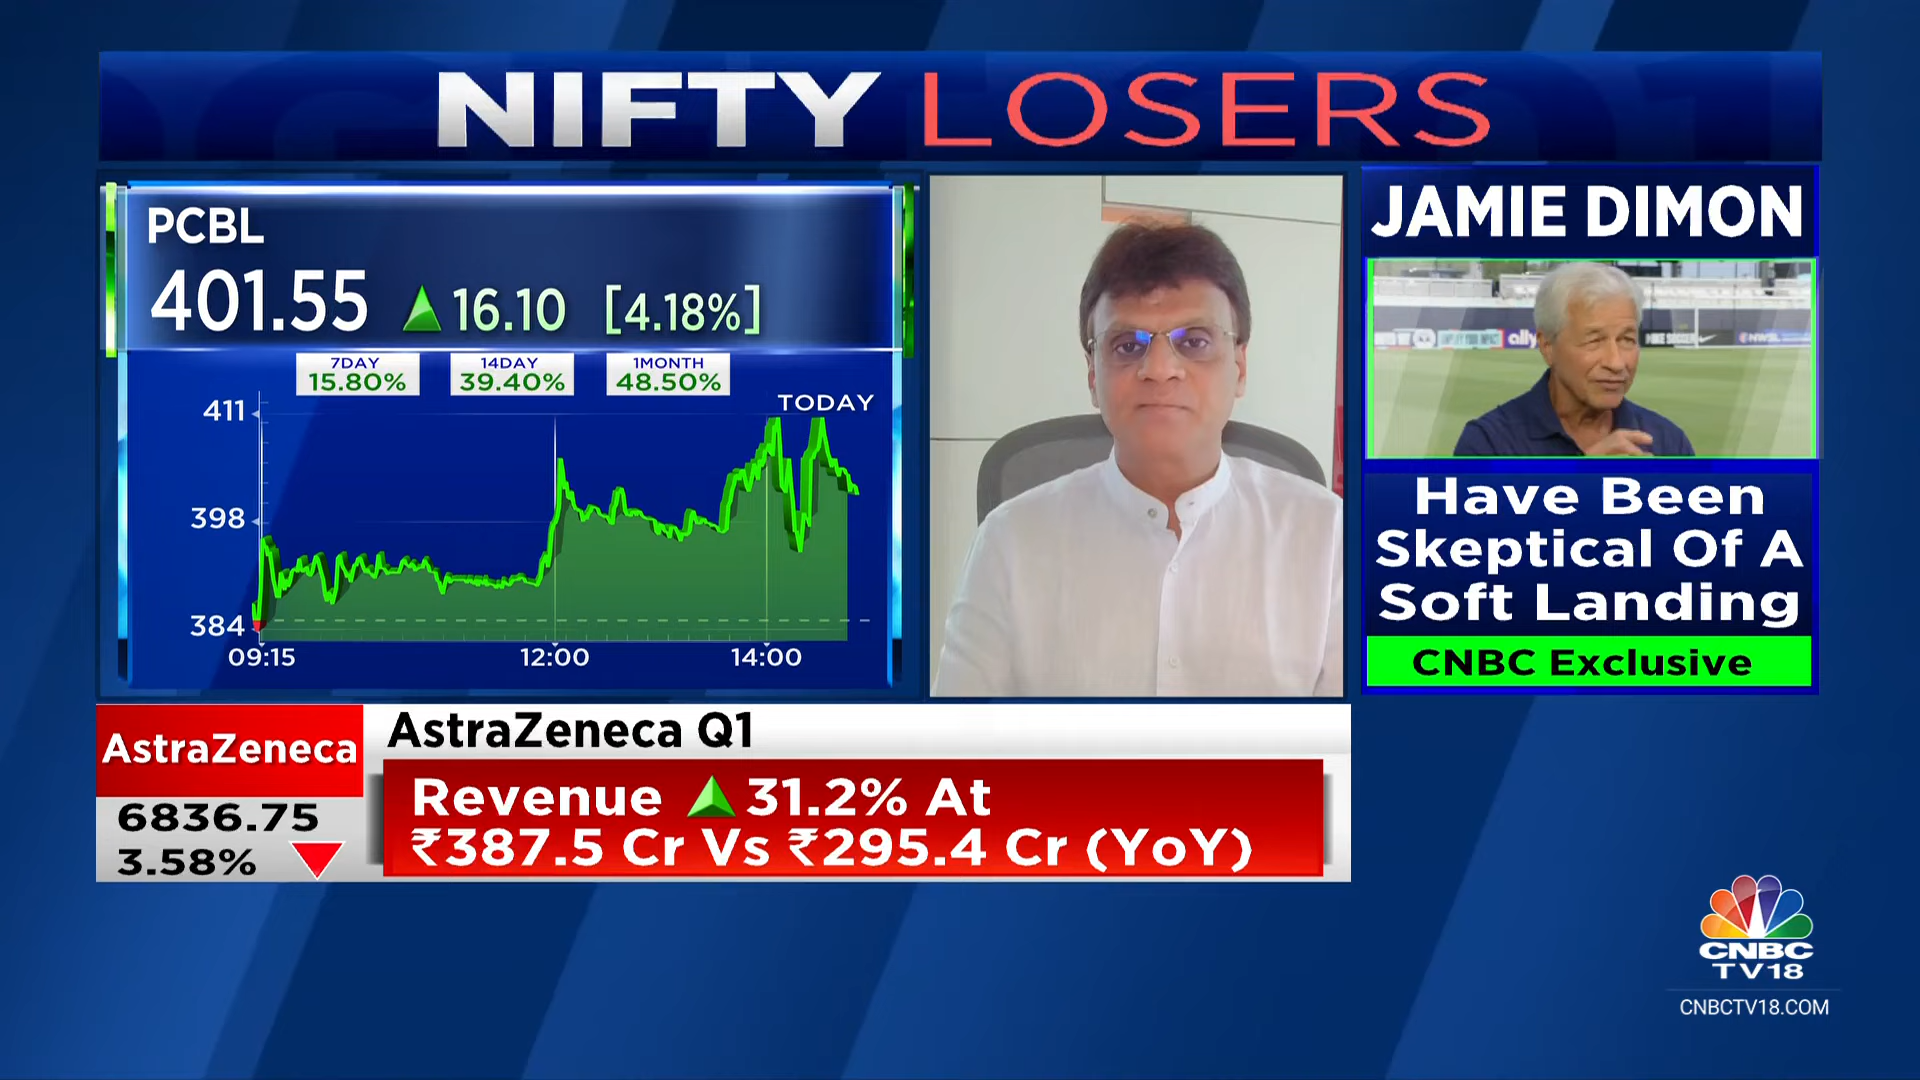 NIFTY LOSERS
PCBL
401.55 ▲ 16.10 [4.18%]
7DAY
15.80%
14DAY
39.40%
1MONTH
48.50%
TODAY
411
398
384
09:15 12:00 14:00
JAMIE DIMON
ally
Have Been
Skeptical Of A
Soft Landing
CNBC Exclusive
AstraZeneca
6836.75
3.58% ▼
AstraZeneca Q1
Revenue ▲ 31.2% At
₹387.5 Cr Vs ₹295.4 Cr (YoY)
CNBC
TV18
CNBCTV18.COM